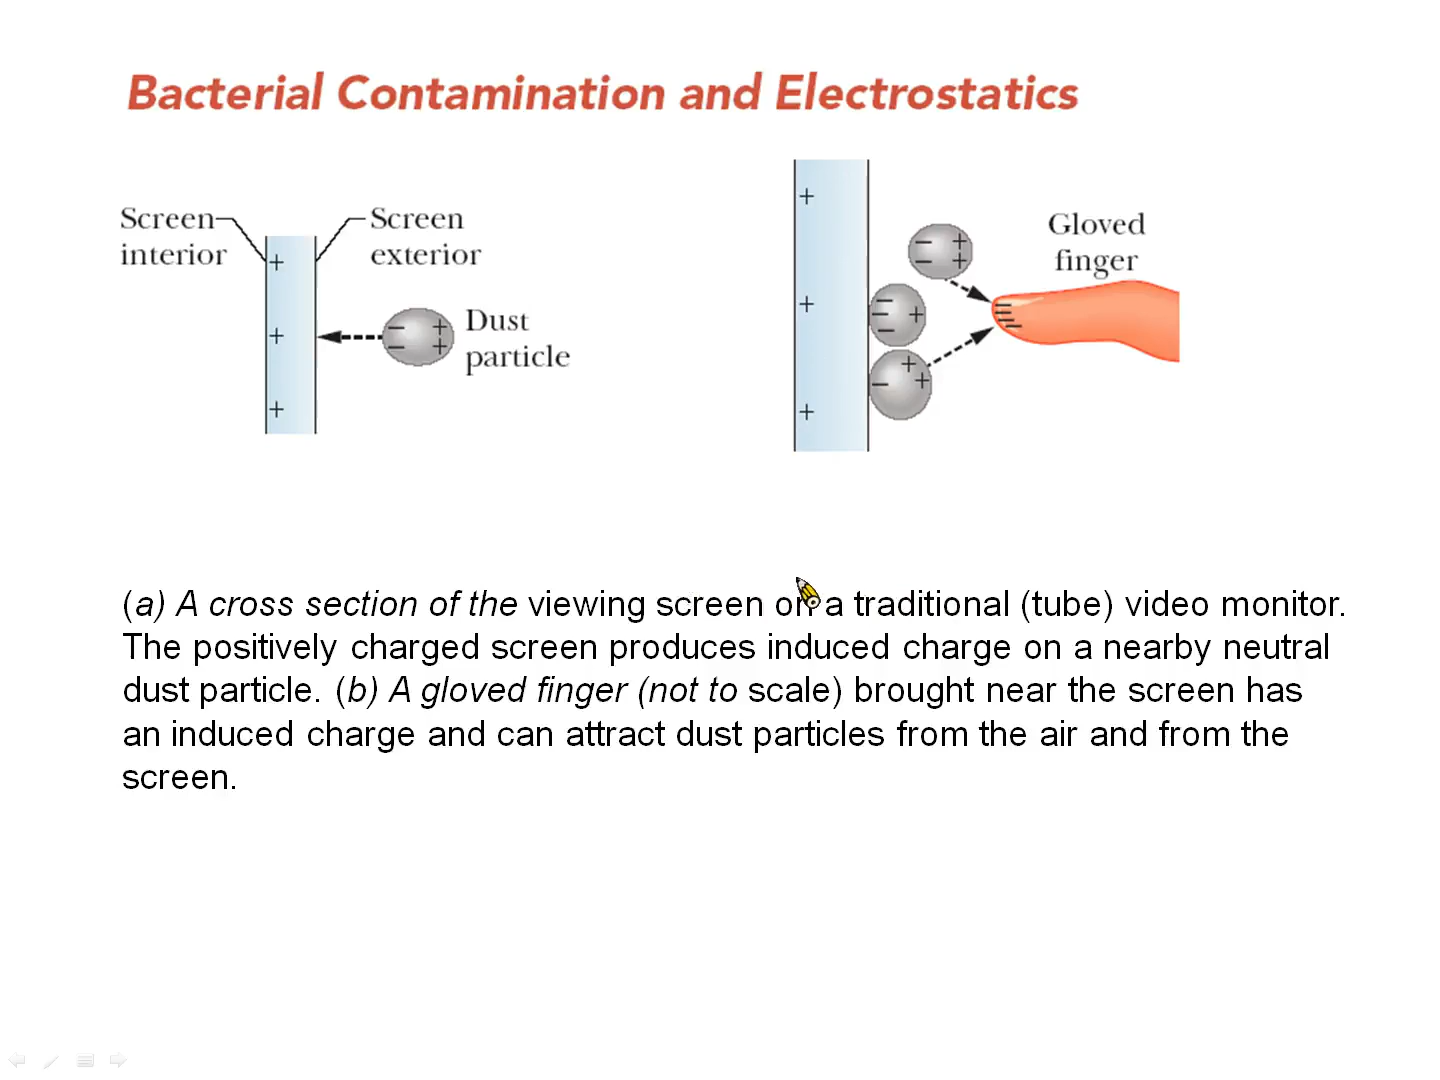 Bacterial Contamination and Electrostatics
Screen
interior
Screen
exterior
Dust
particle
Gloved
finger
(a) A cross section of the viewing screen on a traditional (tube) video monitor.
The positively charged screen produces induced charge on a nearby neutral
dust particle. (b) A gloved finger (not to scale) brought near the screen has
an induced charge and can attract dust particles from the air and from the
screen.